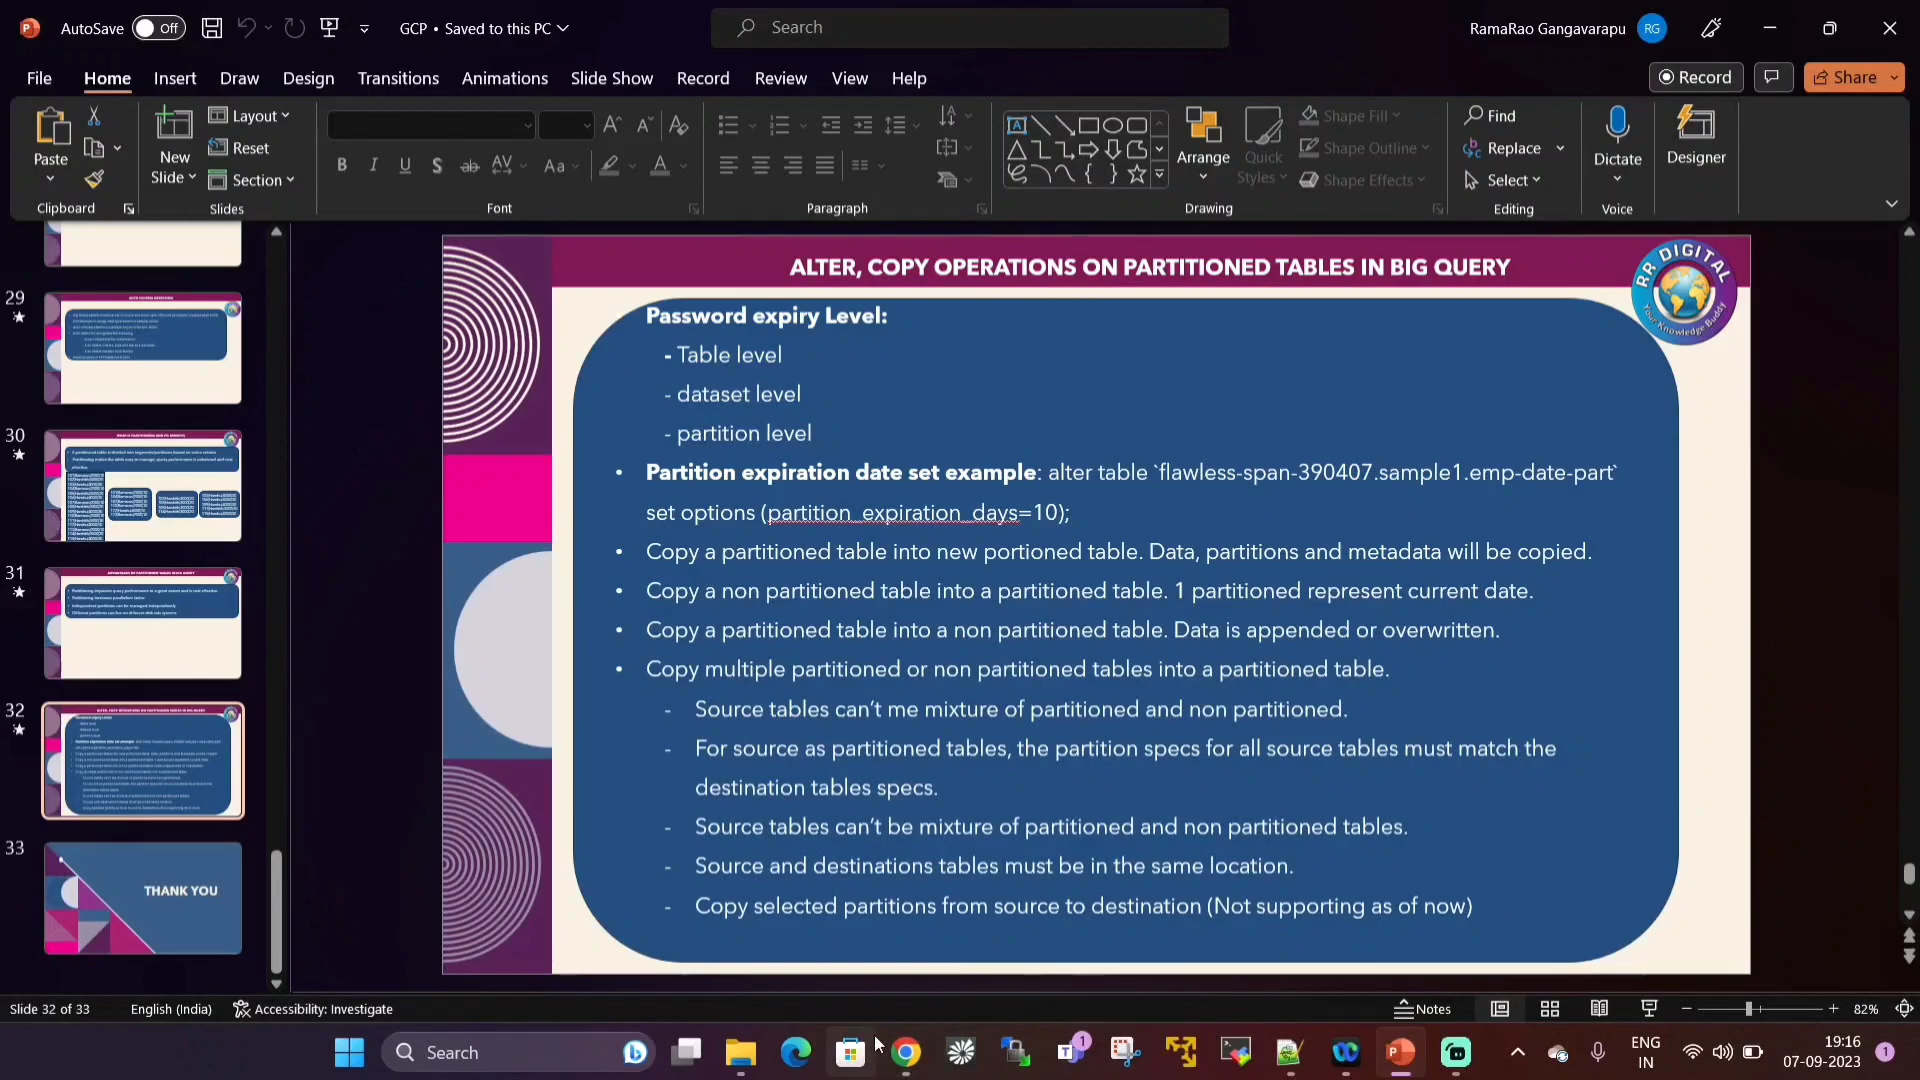 AutoSave Off GCP • Saved to this PC Search RamaRao Gangavarapu RG
File Home Insert Draw Design Transitions Animations Slide Show Record Review View Help Record Share
Paste New Slide Layout Reset Section
Clipboard Slides Font Paragraph Drawing Editing Voice
Arrange Quick Styles Shape Fill Shape Outline Shape Effects
Find Replace Select Dictate Designer
29
30
31
32
33
THANK YOU
ALTER, COPY OPERATIONS ON PARTITIONED TABLES IN BIG QUERY
RR DIGITAL
Your Knowledge Buddy
Password expiry Level:
- Table level
- dataset level
- partition level
• Partition expiration date set example: alter table `flawless-span-390407.sample1.emp-date-part`
set options (partition_expiration_days=10);
• Copy a partitioned table into new portioned table. Data, partitions and metadata will be copied.
• Copy a non partitioned table into a partitioned table. 1 partitioned represent current date.
• Copy a partitioned table into a non partitioned table. Data is appended or overwritten.
• Copy multiple partitioned or non partitioned tables into a partitioned table.
- Source tables can’t me mixture of partitioned and non partitioned.
- For source as partitioned tables, the partition specs for all source tables must match the
destination tables specs.
- Source tables can’t be mixture of partitioned and non partitioned tables.
- Source and destinations tables must be in the same location.
- Copy selected partitions from source to destination (Not supporting as of now)
Slide 32 of 33 English (India) Accessibility: Investigate Notes 82%
Search ENG IN 19:16 07-09-2023 1